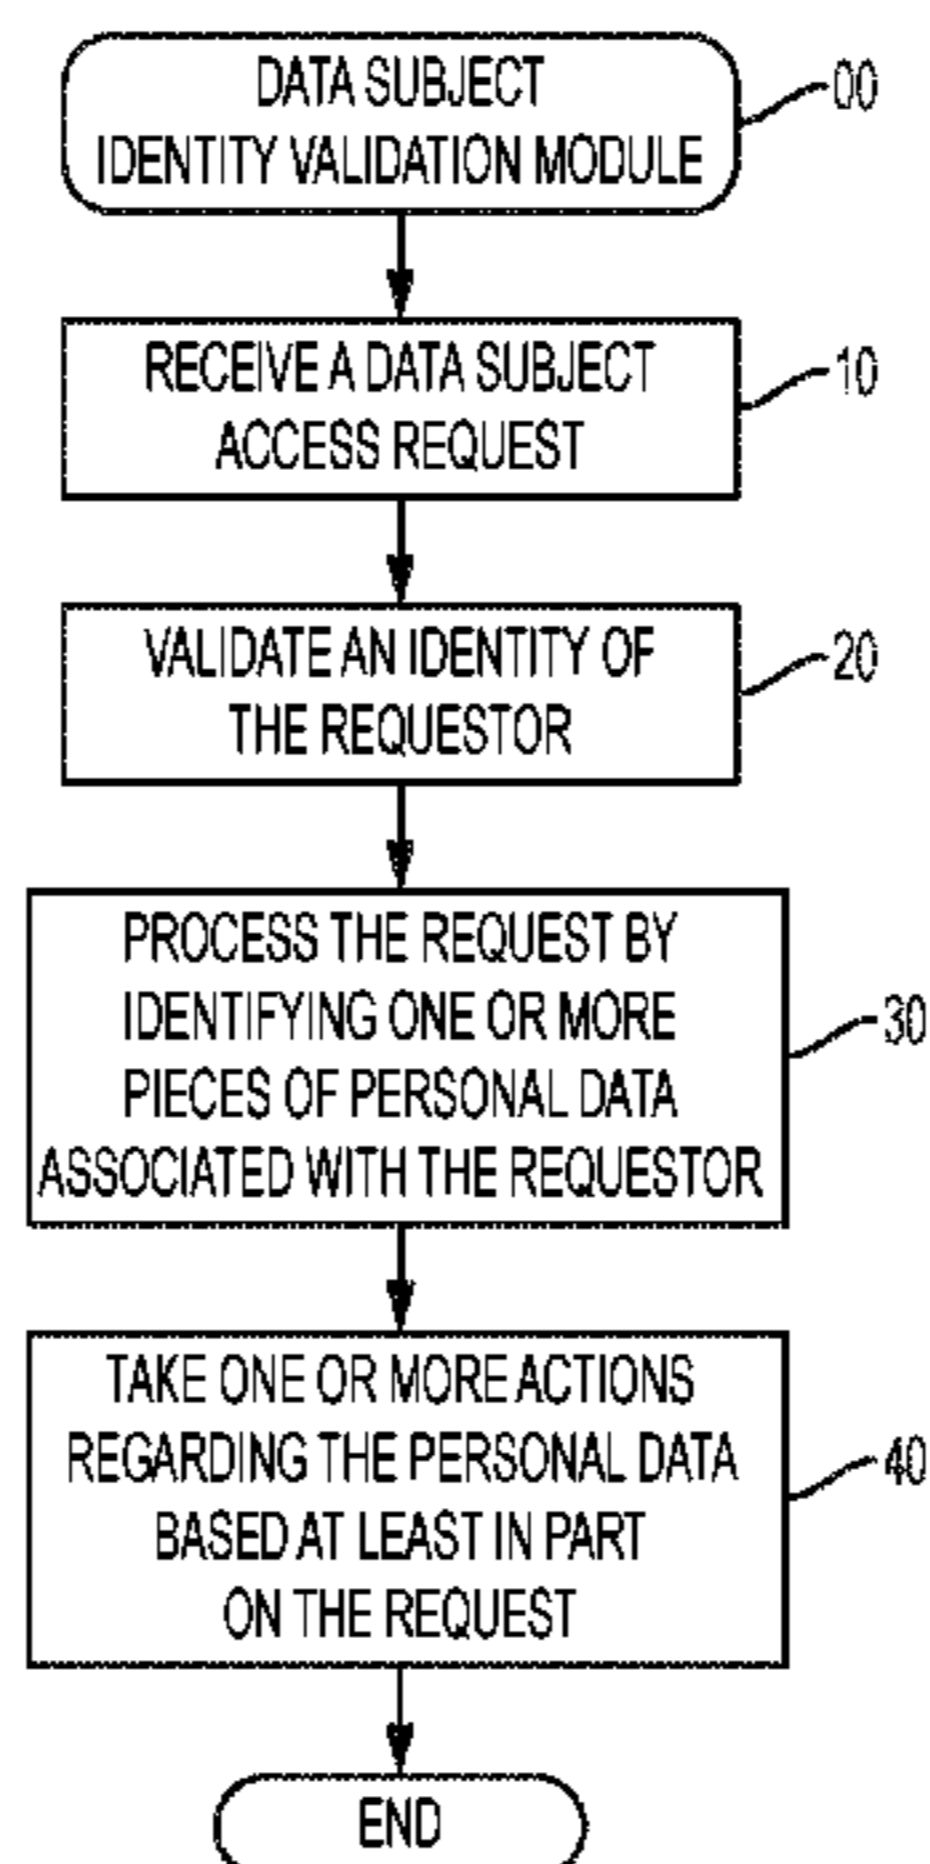 DATA SUBJECT
IDENTITY VALIDATION MODULE
00
RECEIVE A DATA SUBJECT
ACCESS REQUEST
10
VALIDATE AN IDENTITY OF
THE REQUESTOR
20
PROCESS THE REQUEST BY
IDENTIFYING ONE OR MORE
PIECES OF PERSONAL DATA
ASSOCIATED WITH THE REQUESTOR
30
TAKE ONE OR MORE ACTIONS
REGARDING THE PERSONAL DATA
BASED AT LEAST IN PART
ON THE REQUEST
40
END